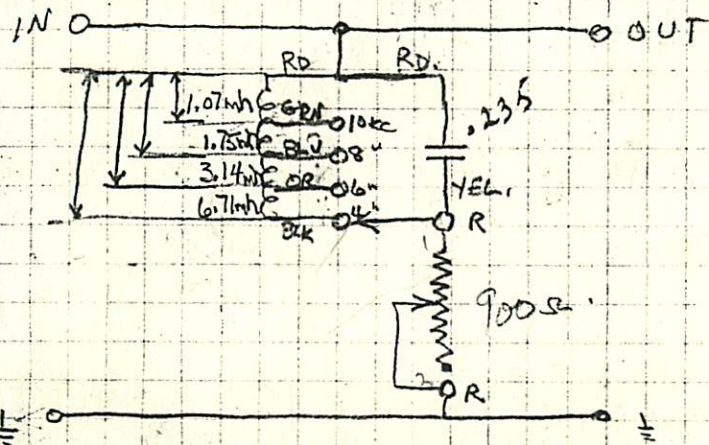 IN OUT
RD RD.
1.07mh GRN 10KC
.235
1.75mh BLU 8"
3.14mh OR 6" YEL.
6.71mh 4" R
BLK
900Ω
R